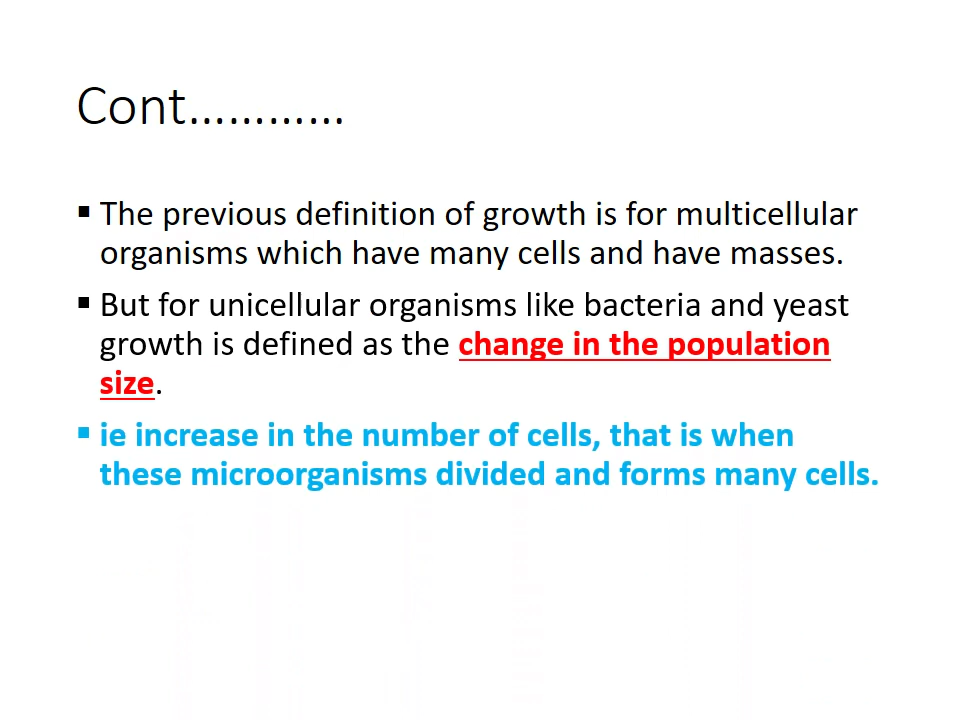 Cont…………
▪ The previous definition of growth is for multicellular
organisms which have many cells and have masses.
▪ But for unicellular organisms like bacteria and yeast
growth is defined as the change in the population
size.
▪ ie increase in the number of cells, that is when
these microorganisms divided and forms many cells.